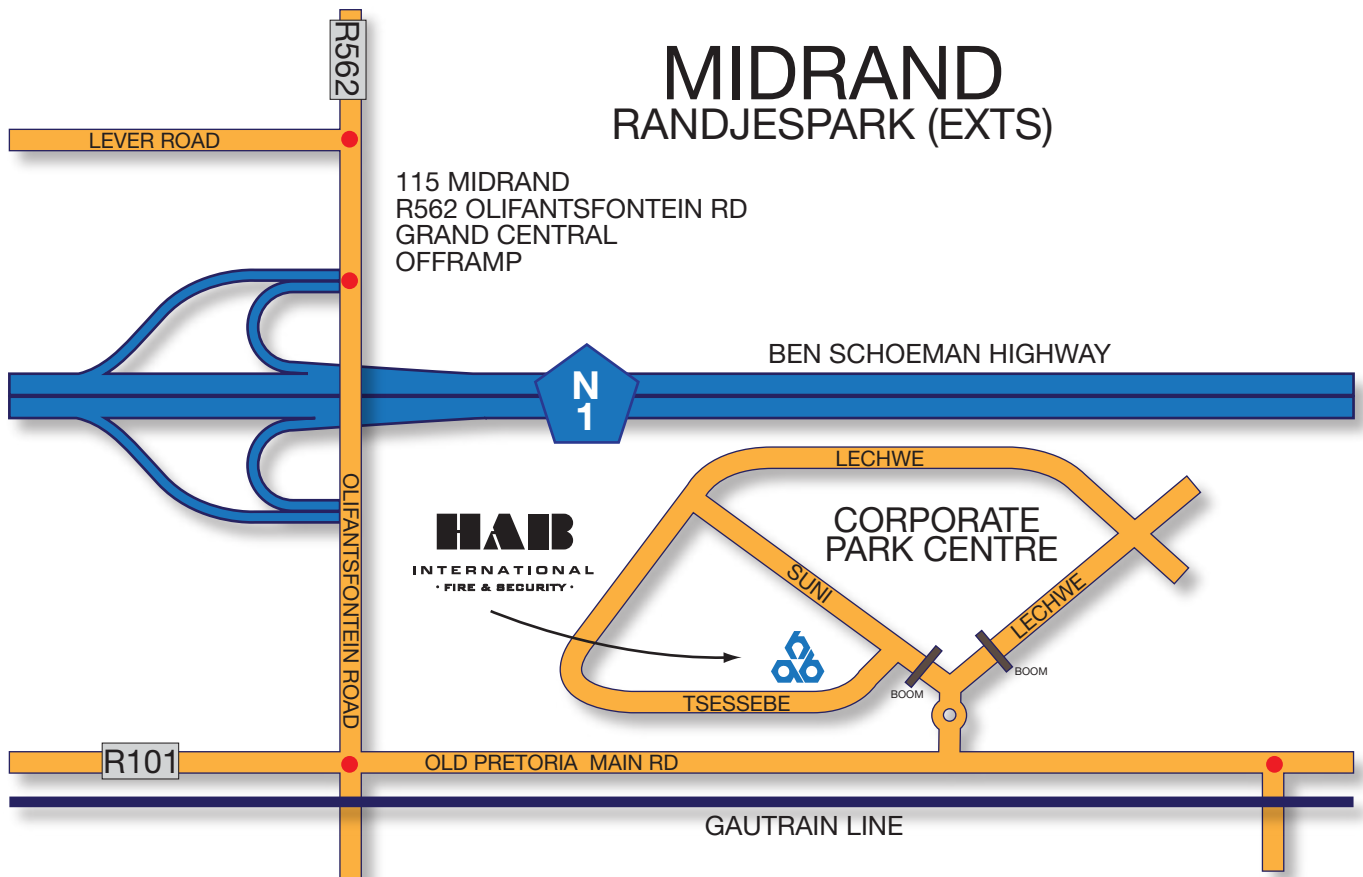 R562
MIDRAND
RANDJESPARK (EXTS)
LEVER ROAD
115 MIDRAND
R562 OLIFANTSFONTEIN RD
GRAND CENTRAL
OFFRAMP
BEN SCHOEMAN HIGHWAY
N
1
LECHWE
OLIFANTSFONTEIN ROAD
HAB
INTERNATIONAL
· FIRE & SECURITY ·
CORPORATE
PARK CENTRE
SUNI
LECHWE
BOOM
BOOM
TSESSEBE
R101
OLD PRETORIA MAIN RD
GAUTRAIN LINE